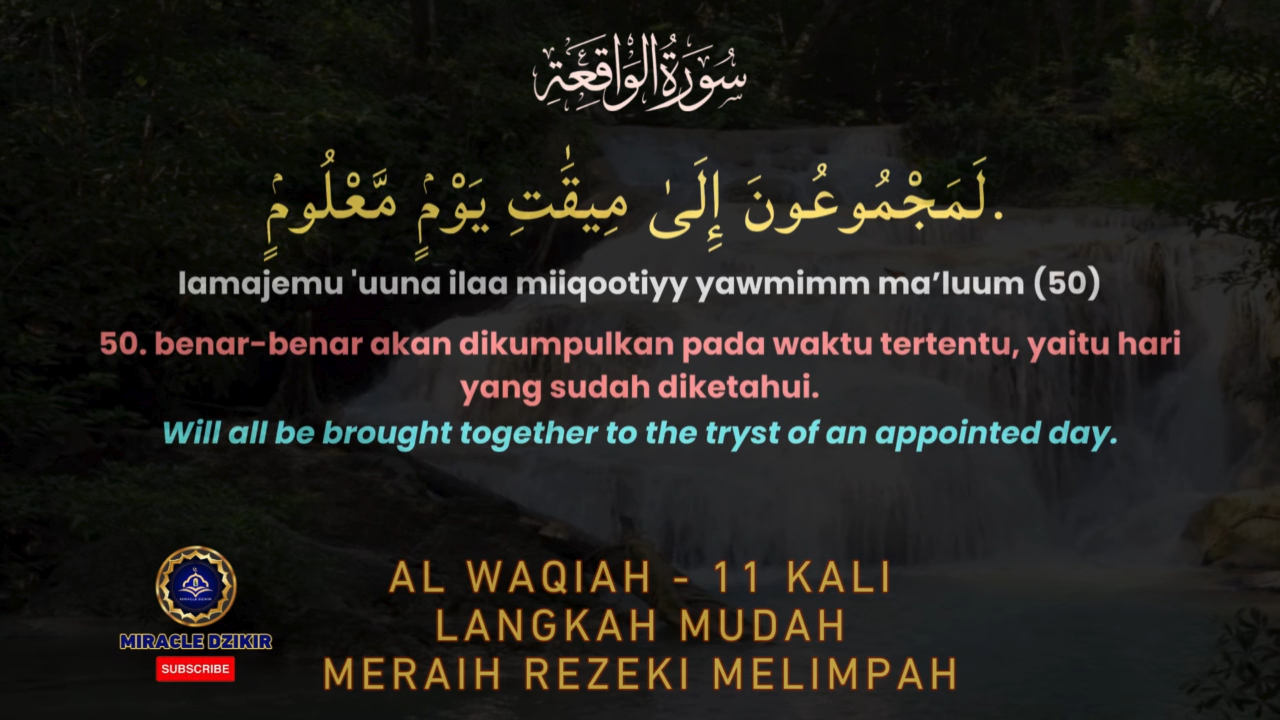 سُورَةُ الوَاقِعَةِ
لَمَجْمُوعُونَ إِلَىٰ مِيقَٰتِ يَوْمٍۢ مَّعْلُومٍۢ.
lamajemu 'uuna ilaa miiqootiyy yawmimm ma’luum (50)
50. benar-benar akan dikumpulkan pada waktu tertentu, yaitu hari
yang sudah diketahui.
Will all be brought together to the tryst of an appointed day.
AL WAQIAH - 11 KALI
LANGKAH MUDAH
MERAIH REZEKI MELIMPAH
MIRACLE DZIKIR
MIRACLE DZIKIR
SUBSCRIBE